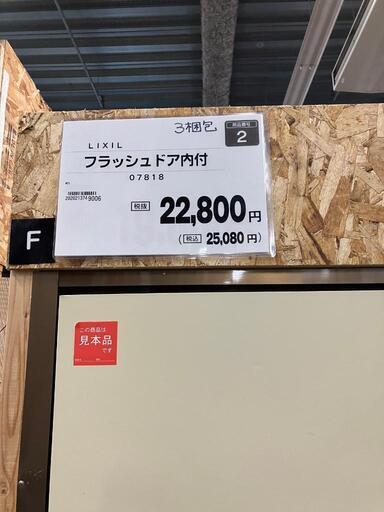 3梱包
商品番号
2
LIXIL
フラッシュドア内付
07818
2020213749006
税抜 22,800円
(税込 25,080円)
F
この商品は
見本品
です